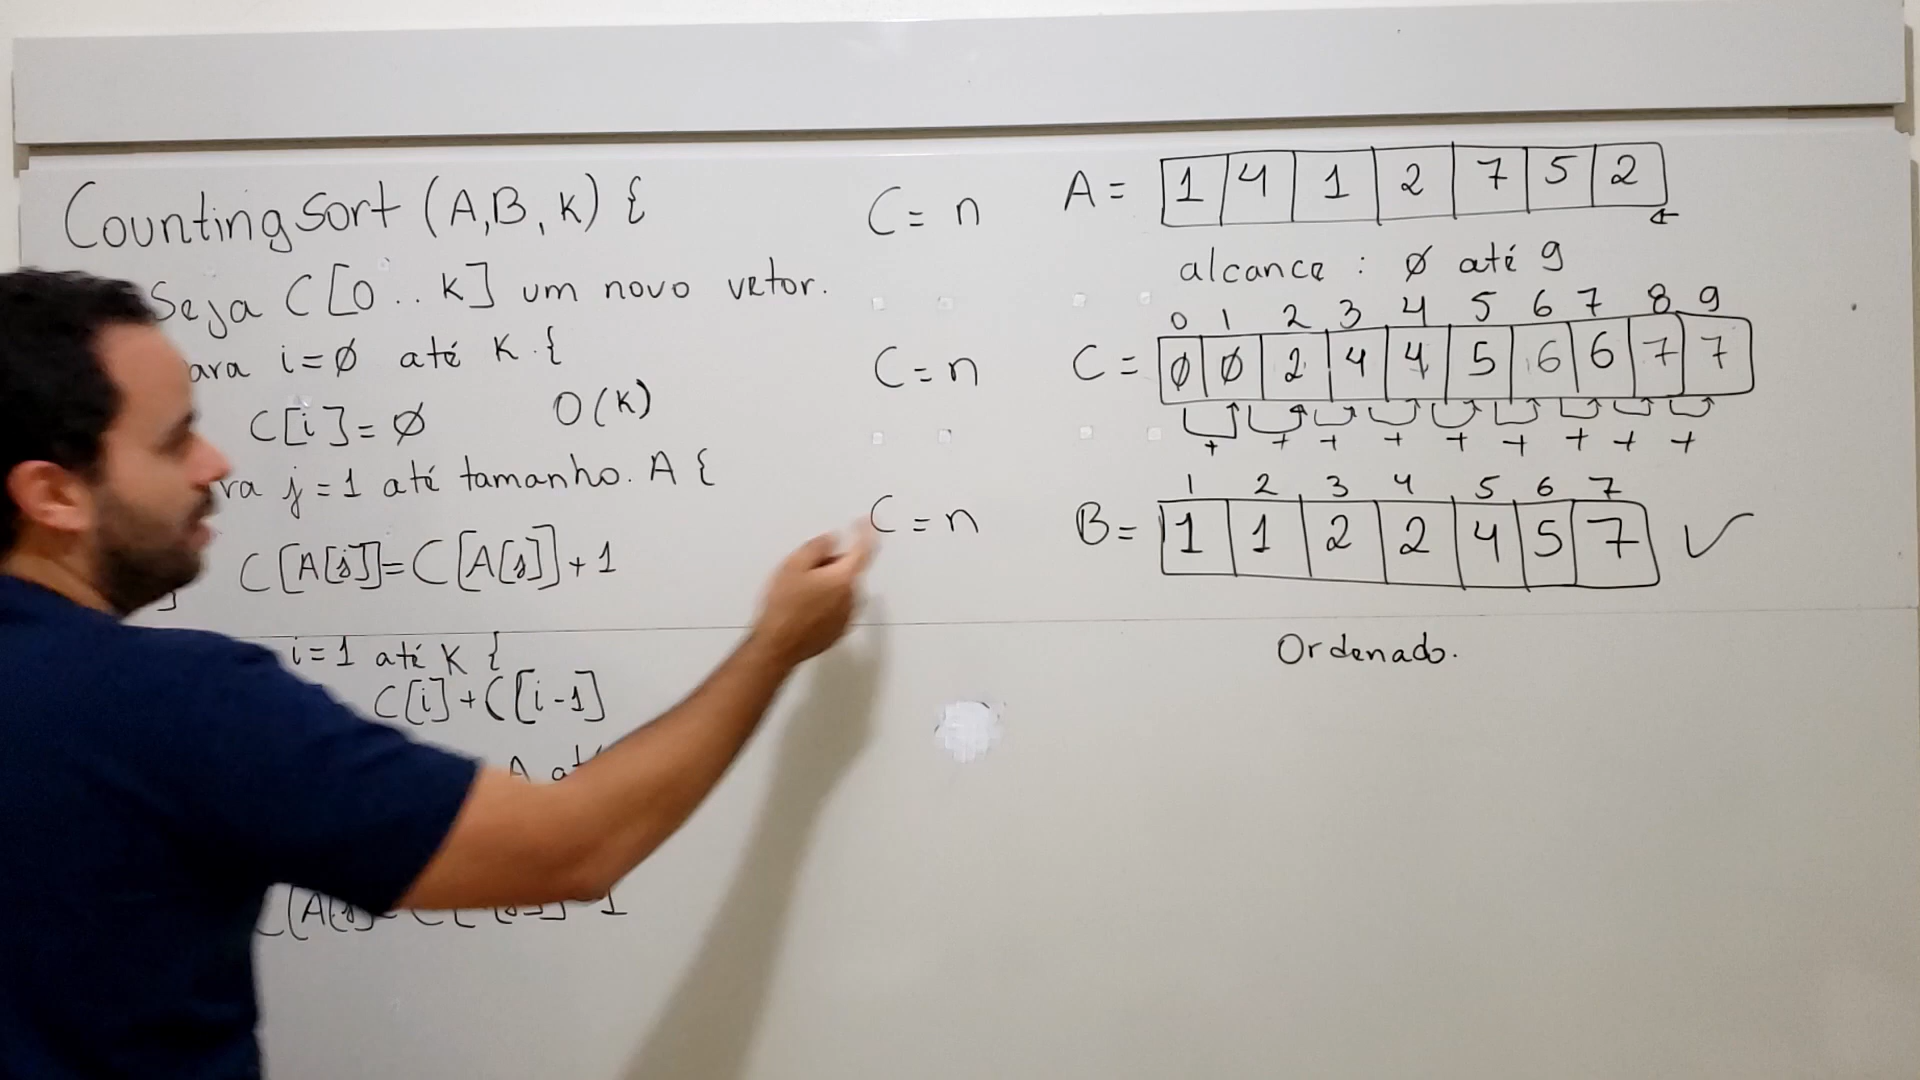 CountingSort (A,B,K) {
Seja C[0..K] um novo vetor.
i=∅ até K {
C[i]=∅ O(K)
j=1 até tamanho.A {
C[A[j]]=C[A[j]]+1
i=1 até K {
C[i]+C[i-1]
A
C=n
C=n
C=n
A= 1 4 1 2 7 5 2
←
alcance : ∅ até 9
0 1 2 3 4 5 6 7 8 9
C= ∅ ∅ 2 4 4 5 6 6 7 7
+ + + + + + + + +
1 2 3 4 5 6 7
B= 1 1 2 2 4 5 7 ✓
Ordenado.